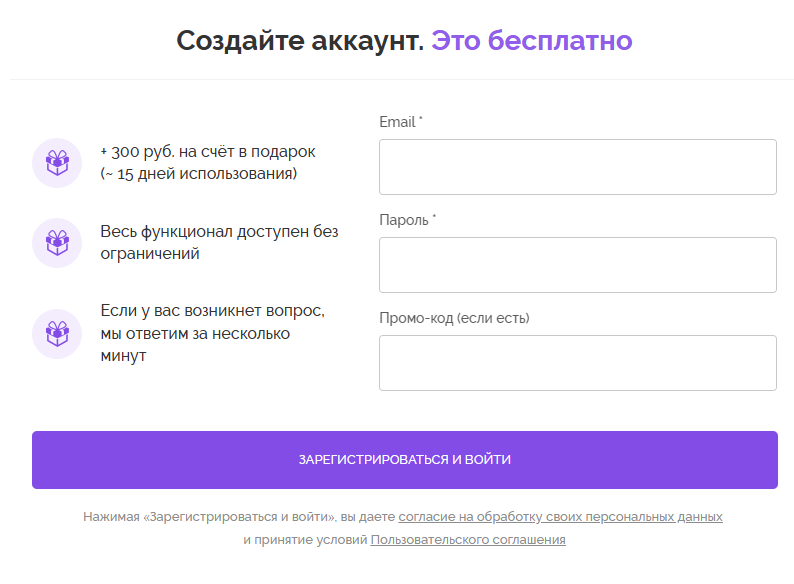 Создайте аккаунт. Это бесплатно
+ 300 руб. на счёт в подарок
(~ 15 дней использования)
Весь функционал доступен без
ограничений
Если у вас возникнет вопрос,
мы ответим за несколько
минут
Email *
Пароль *
Промо-код (если есть)
ЗАРЕГИСТРИРОВАТЬСЯ И ВОЙТИ
Нажимая «Зарегистрироваться и войти», вы даете согласие на обработку своих персональных данных
и принятие условий Пользовательского соглашения